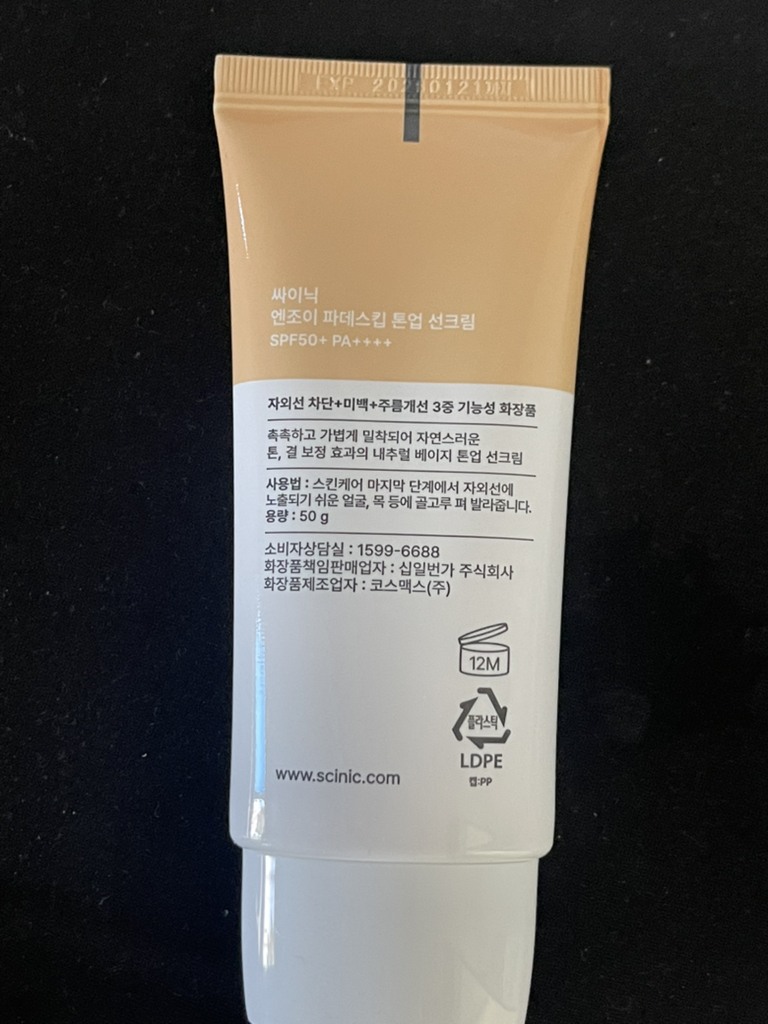 EXP
싸이닉
엔조이 파데스킵 톤업 선크림
SPF50+ PA++++
자외선 차단+미백+주름개선 3중 기능성 화장품
촉촉하고 가볍게 밀착되어 자연스러운
톤, 결 보정 효과의 내추럴 베이지 톤업 선크림
사용법 : 스킨케어 마지막 단계에서 자외선에
노출되기 쉬운 얼굴, 목 등에 골고루 펴 발라줍니다.
용량 : 50 g
소비자상담실 : 1599-6688
화장품책임판매업자 : 십일번가 주식회사
화장품제조업자 : 코스맥스(주)
12M
플라스틱
LDPE
캡:PP
www.scinic.com